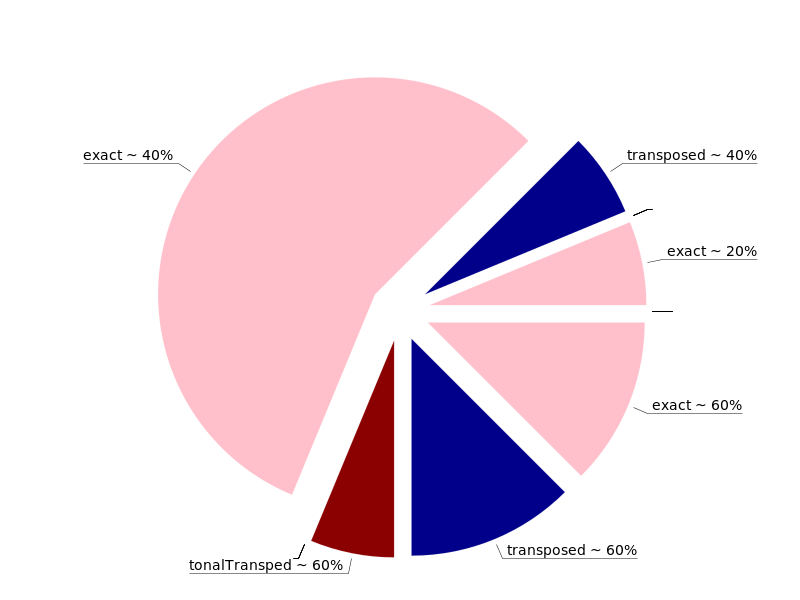 exact ~ 40%
transposed ~ 40%
exact ~ 20%
exact ~ 60%
transposed ~ 60%
tonalTransped ~ 60%